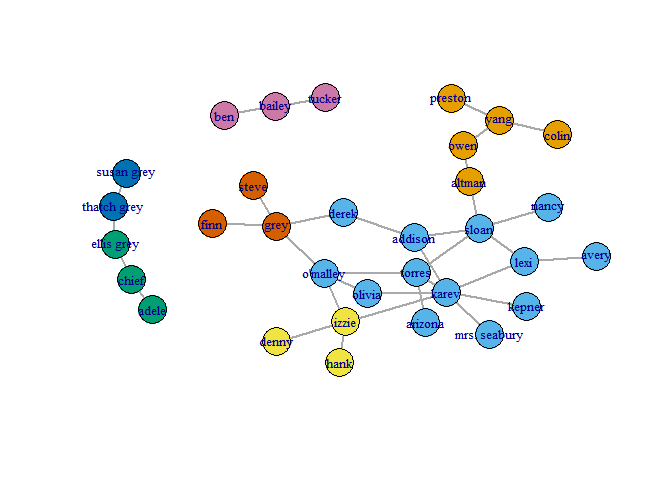 preston
tucker
bailey
ben
yang
colin
owen
susan grey
altman
steve
thatch grey
nancy
derek
finn
grey
sloan
addison
ellis grey
avery
lexi
o'malley
torres
chief
olivia
karev
kepner
adele
izzie
arizona
mrs. seabury
denny
hank